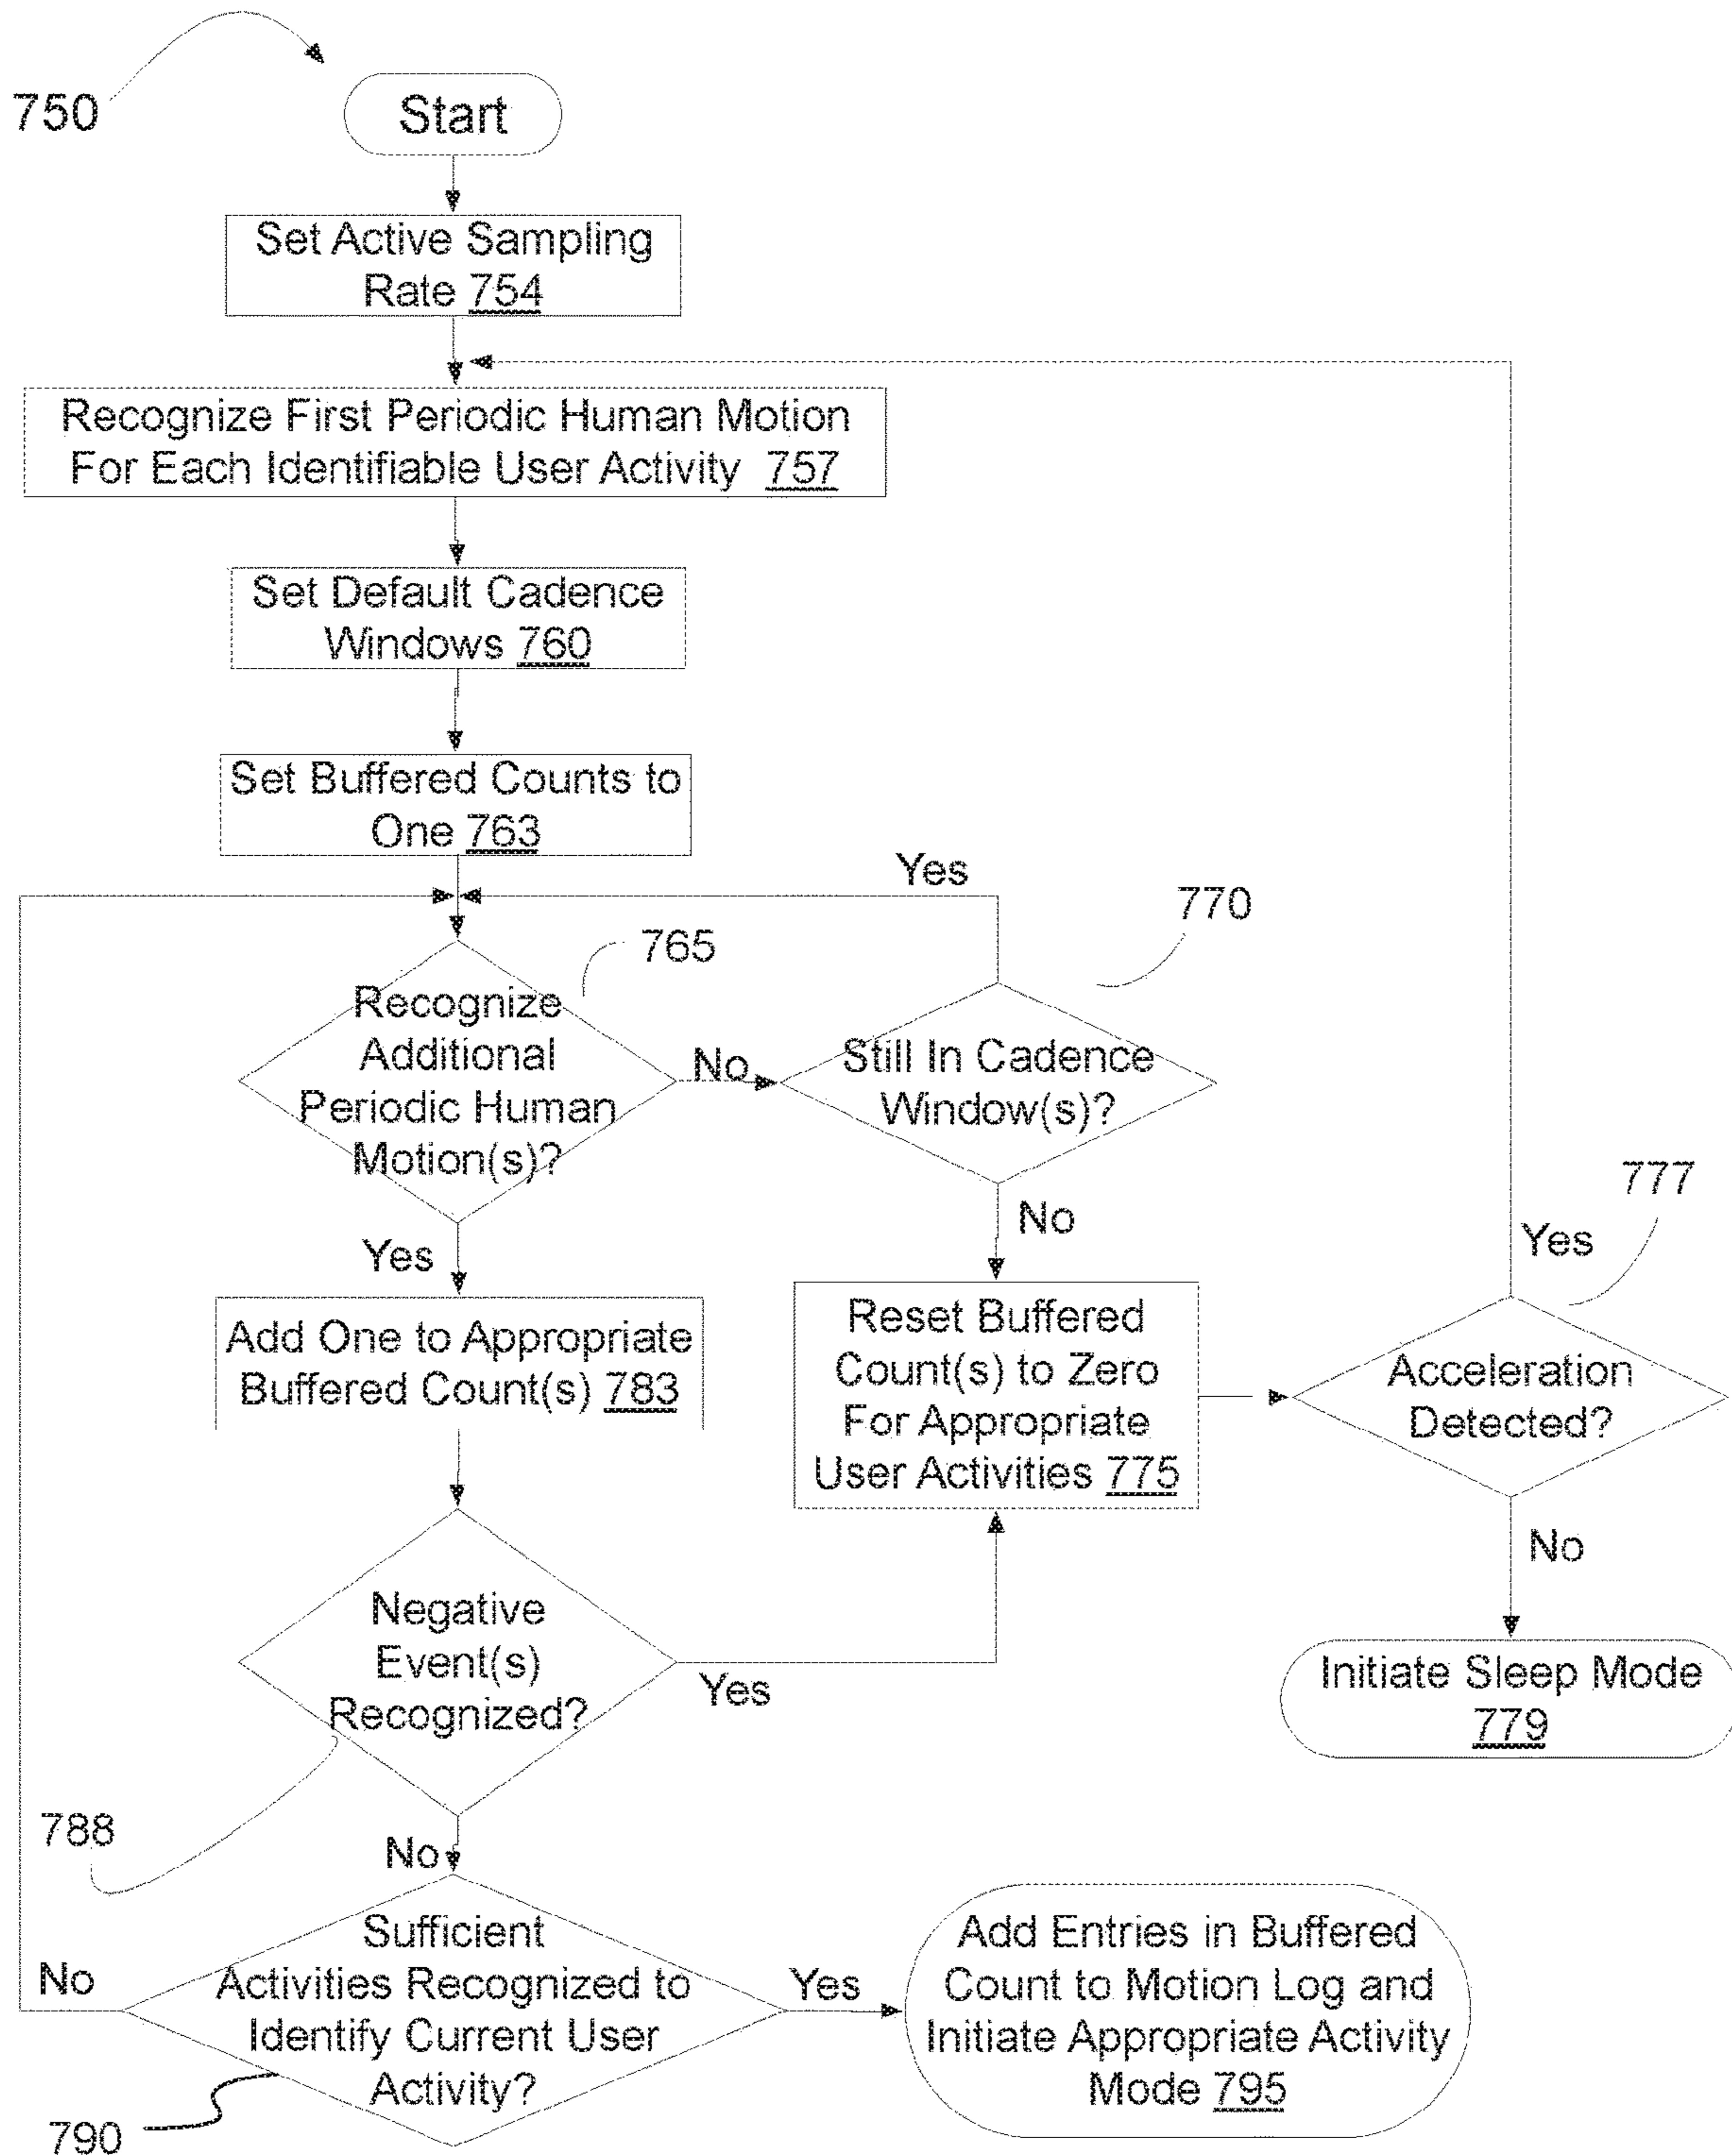 750
Start
Set Active Sampling
Rate 754
Recognize First Periodic Human Motion
For Each Identifiable User Activity 757
Set Default Cadence
Windows 760
Set Buffered Counts to
One 763
Yes
770
765
Recognize
Additional
Periodic Human
Motion(s)?
No
Still In Cadence
Window(s)?
777
No
Yes
Yes
Add One to Appropriate
Buffered Count(s) 783
Reset Buffered
Count(s) to Zero
For Appropriate
User Activities 775
Acceleration
Detected?
No
Negative
Event(s)
Recognized?
Yes
Initiate Sleep Mode
779
788
No
Sufficient
Activities Recognized to
Identify Current User
Activity?
No
Yes
Add Entries in Buffered
Count to Motion Log and
Initiate Appropriate Activity
Mode 795
790